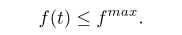 f(t) ≤ f^{max}.